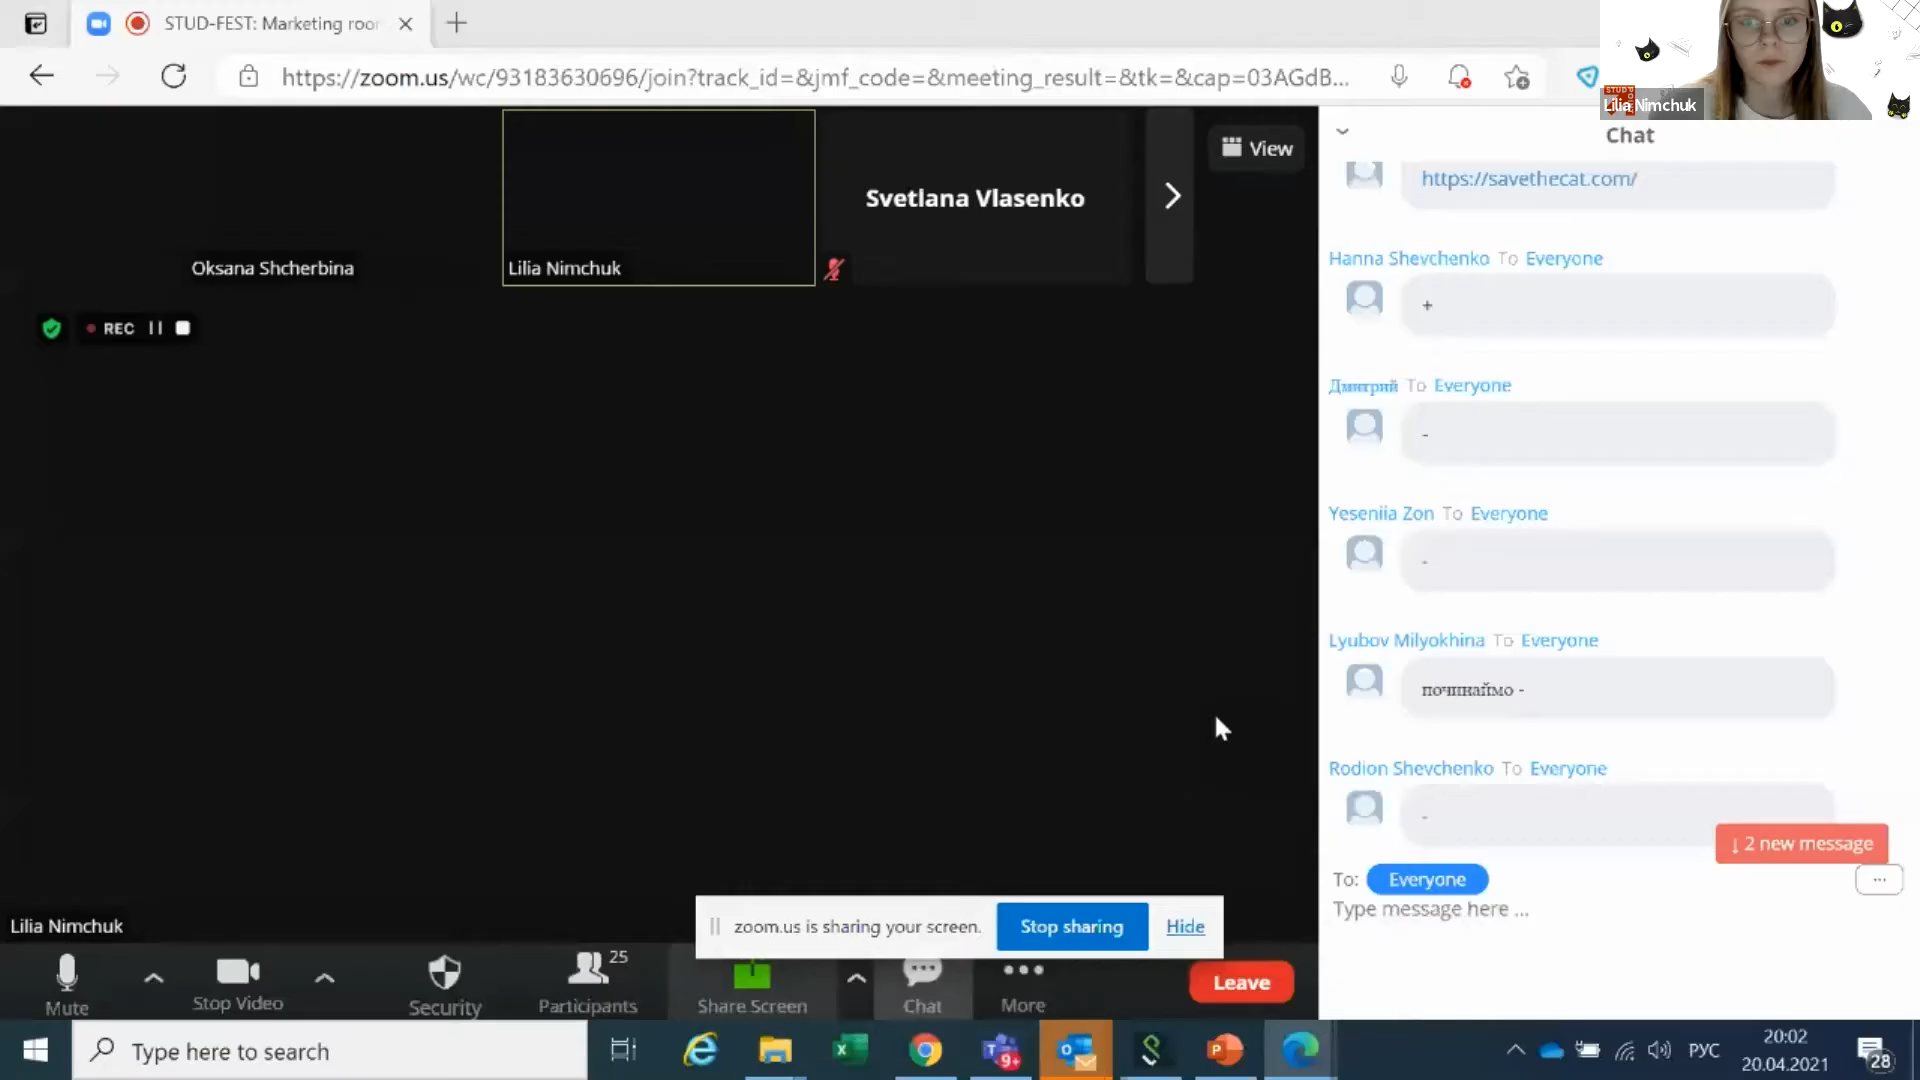 STUD-FEST: Marketing roor
https://zoom.us/wc/93183630696/join?track_id=&jmf_code=&meeting_result=&tk=&cap=03AGdB...
Lilia Nimchuk
Oksana Shcherbina
Lilia Nimchuk
Svetlana Vlasenko
View
REC
Chat
https://savethecat.com/
Hanna Shevchenko To Everyone
+
Дмитрий To Everyone
-
Yeseniia Zon To Everyone
-
Lyubov Milyokhina To Everyone
починаймо -
Rodion Shevchenko To Everyone
-
↓ 2 new message
To: Everyone
Type message here ...
Lilia Nimchuk
zoom.us is sharing your screen.
Stop sharing
Hide
Mute
Stop Video
Security
Participants
25
Share Screen
Chat
More
Leave
Type here to search
9+
РУС
20:02
20.04.2021
28